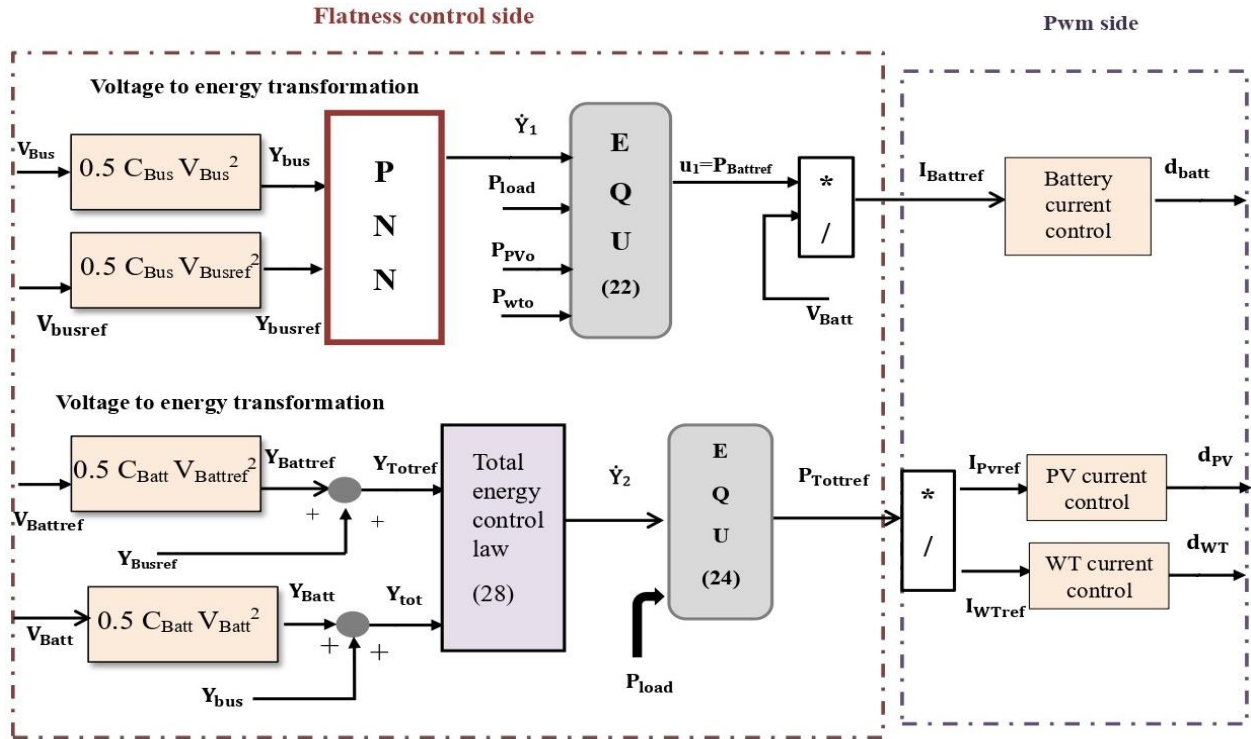 Flatness control side
Pwm side
Voltage to energy transformation
V_Bus
0.5 C_Bus V_Bus^2
Y_bus
V_busref
0.5 C_Bus V_Busref^2
Y_busref
P
N
N
Ẏ_1
P_load
P_PVo
P_wto
E
Q
U
(22)
u_1=P_Battref
*
/
V_Batt
I_Battref
Battery
current
control
d_batt
Voltage to energy transformation
V_Battref
0.5 C_Batt V_Battref^2
Y_Battref
+
+
Y_Busref
Y_Totref
V_Batt
0.5 C_Batt V_Batt^2
Y_Batt
+
+
Y_bus
Y_tot
Total
energy
control
law
(28)
Ẏ_2
P_load
E
Q
U
(24)
P_Tottref
*
/
I_Pvref
PV current
control
d_PV
I_WTref
WT current
control
d_WT